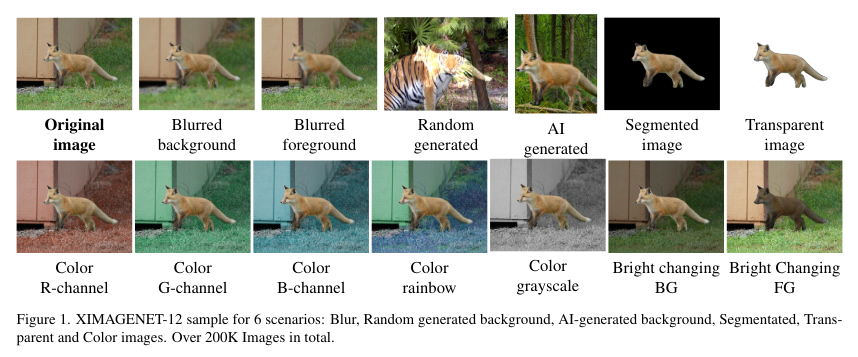 Original
image
Blurred
background
Blurred
foreground
Random
generated
AI
generated
Segmented
image
Transparent
image
Color
R-channel
Color
G-channel
Color
B-channel
Color
rainbow
Color
grayscale
Bright changing
BG
Bright Changing
FG
Figure 1. XIMAGENET-12 sample for 6 scenarios: Blur, Random generated background, AI-generated background, Segmentated, Trans-
parent and Color images. Over 200K Images in total.